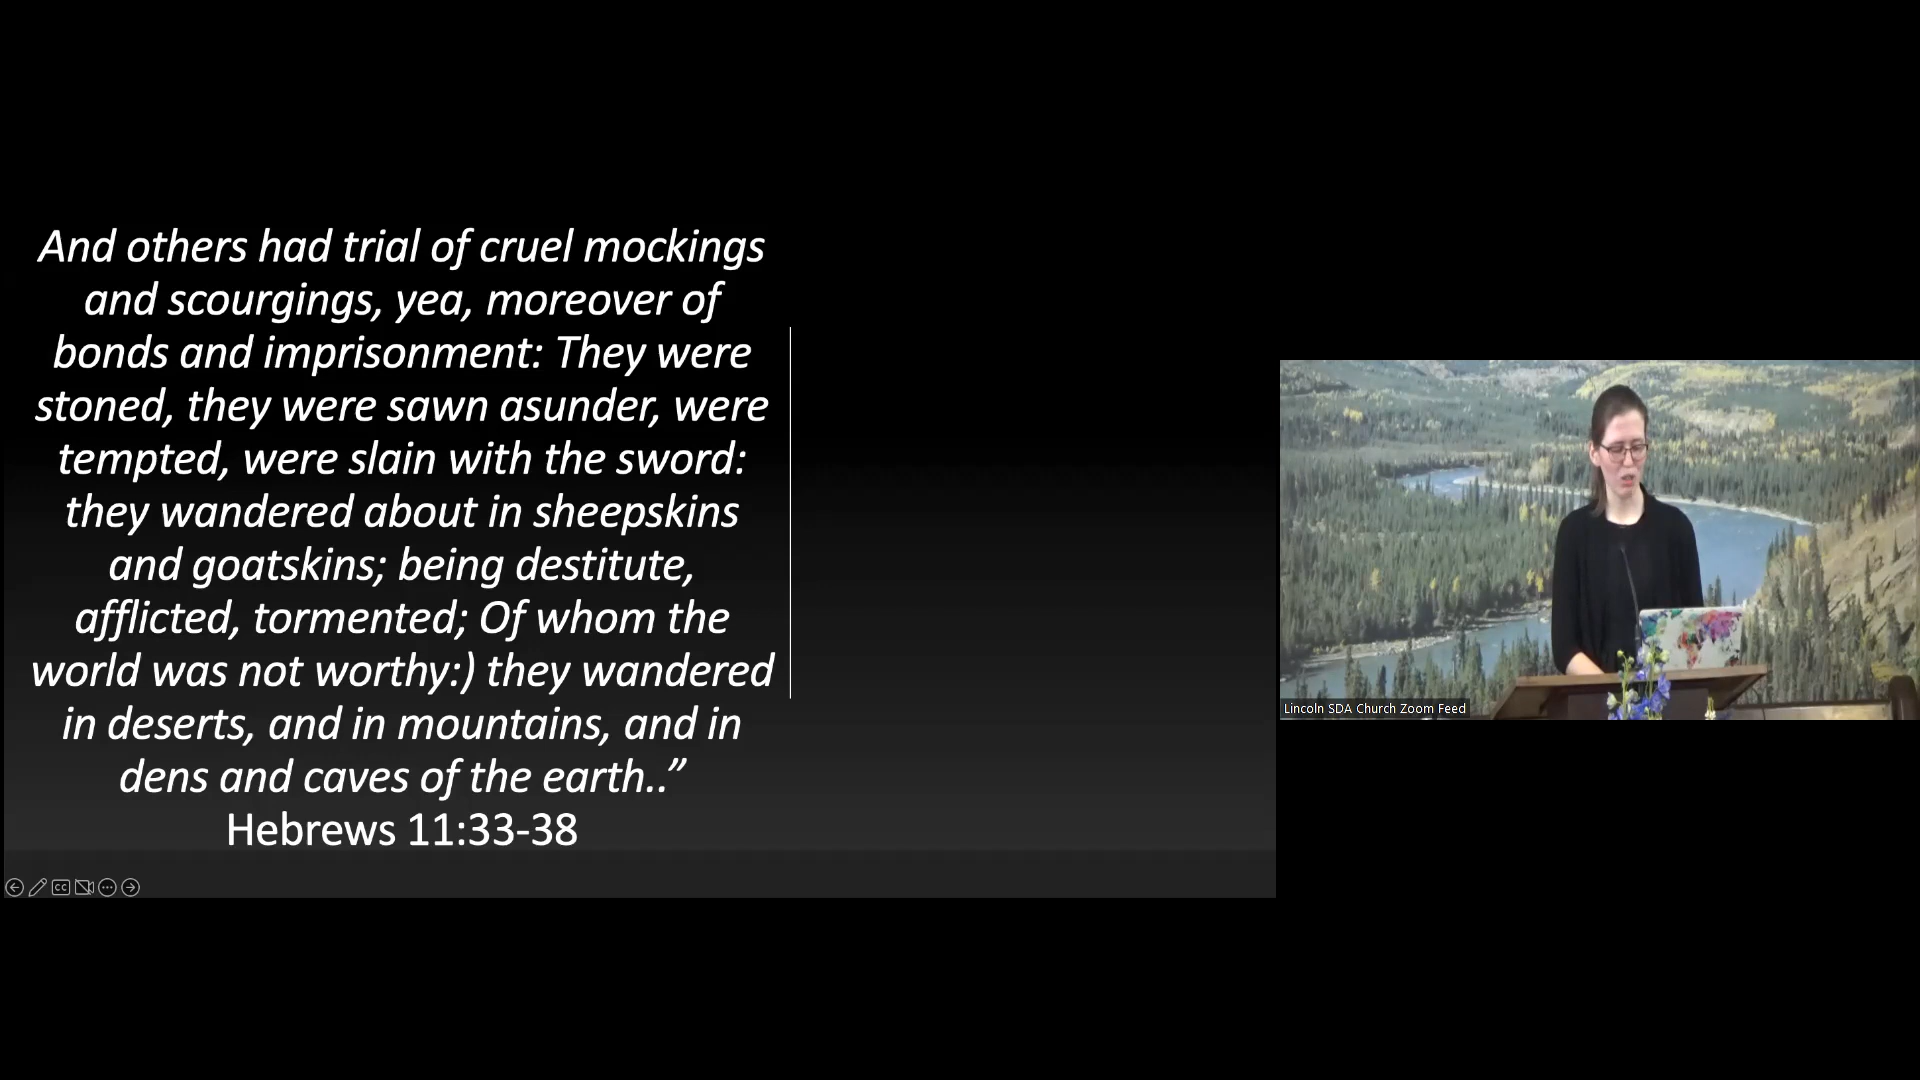 And others had trial of cruel mockings
and scourgings, yea, moreover of
bonds and imprisonment: They were
stoned, they were sawn asunder, were
tempted, were slain with the sword:
they wandered about in sheepskins
and goatskins; being destitute,
afflicted, tormented; Of whom the
world was not worthy:) they wandered
in deserts, and in mountains, and in
dens and caves of the earth..”
Hebrews 11:33-38
CC
Lincoln SDA Church Zoom Feed